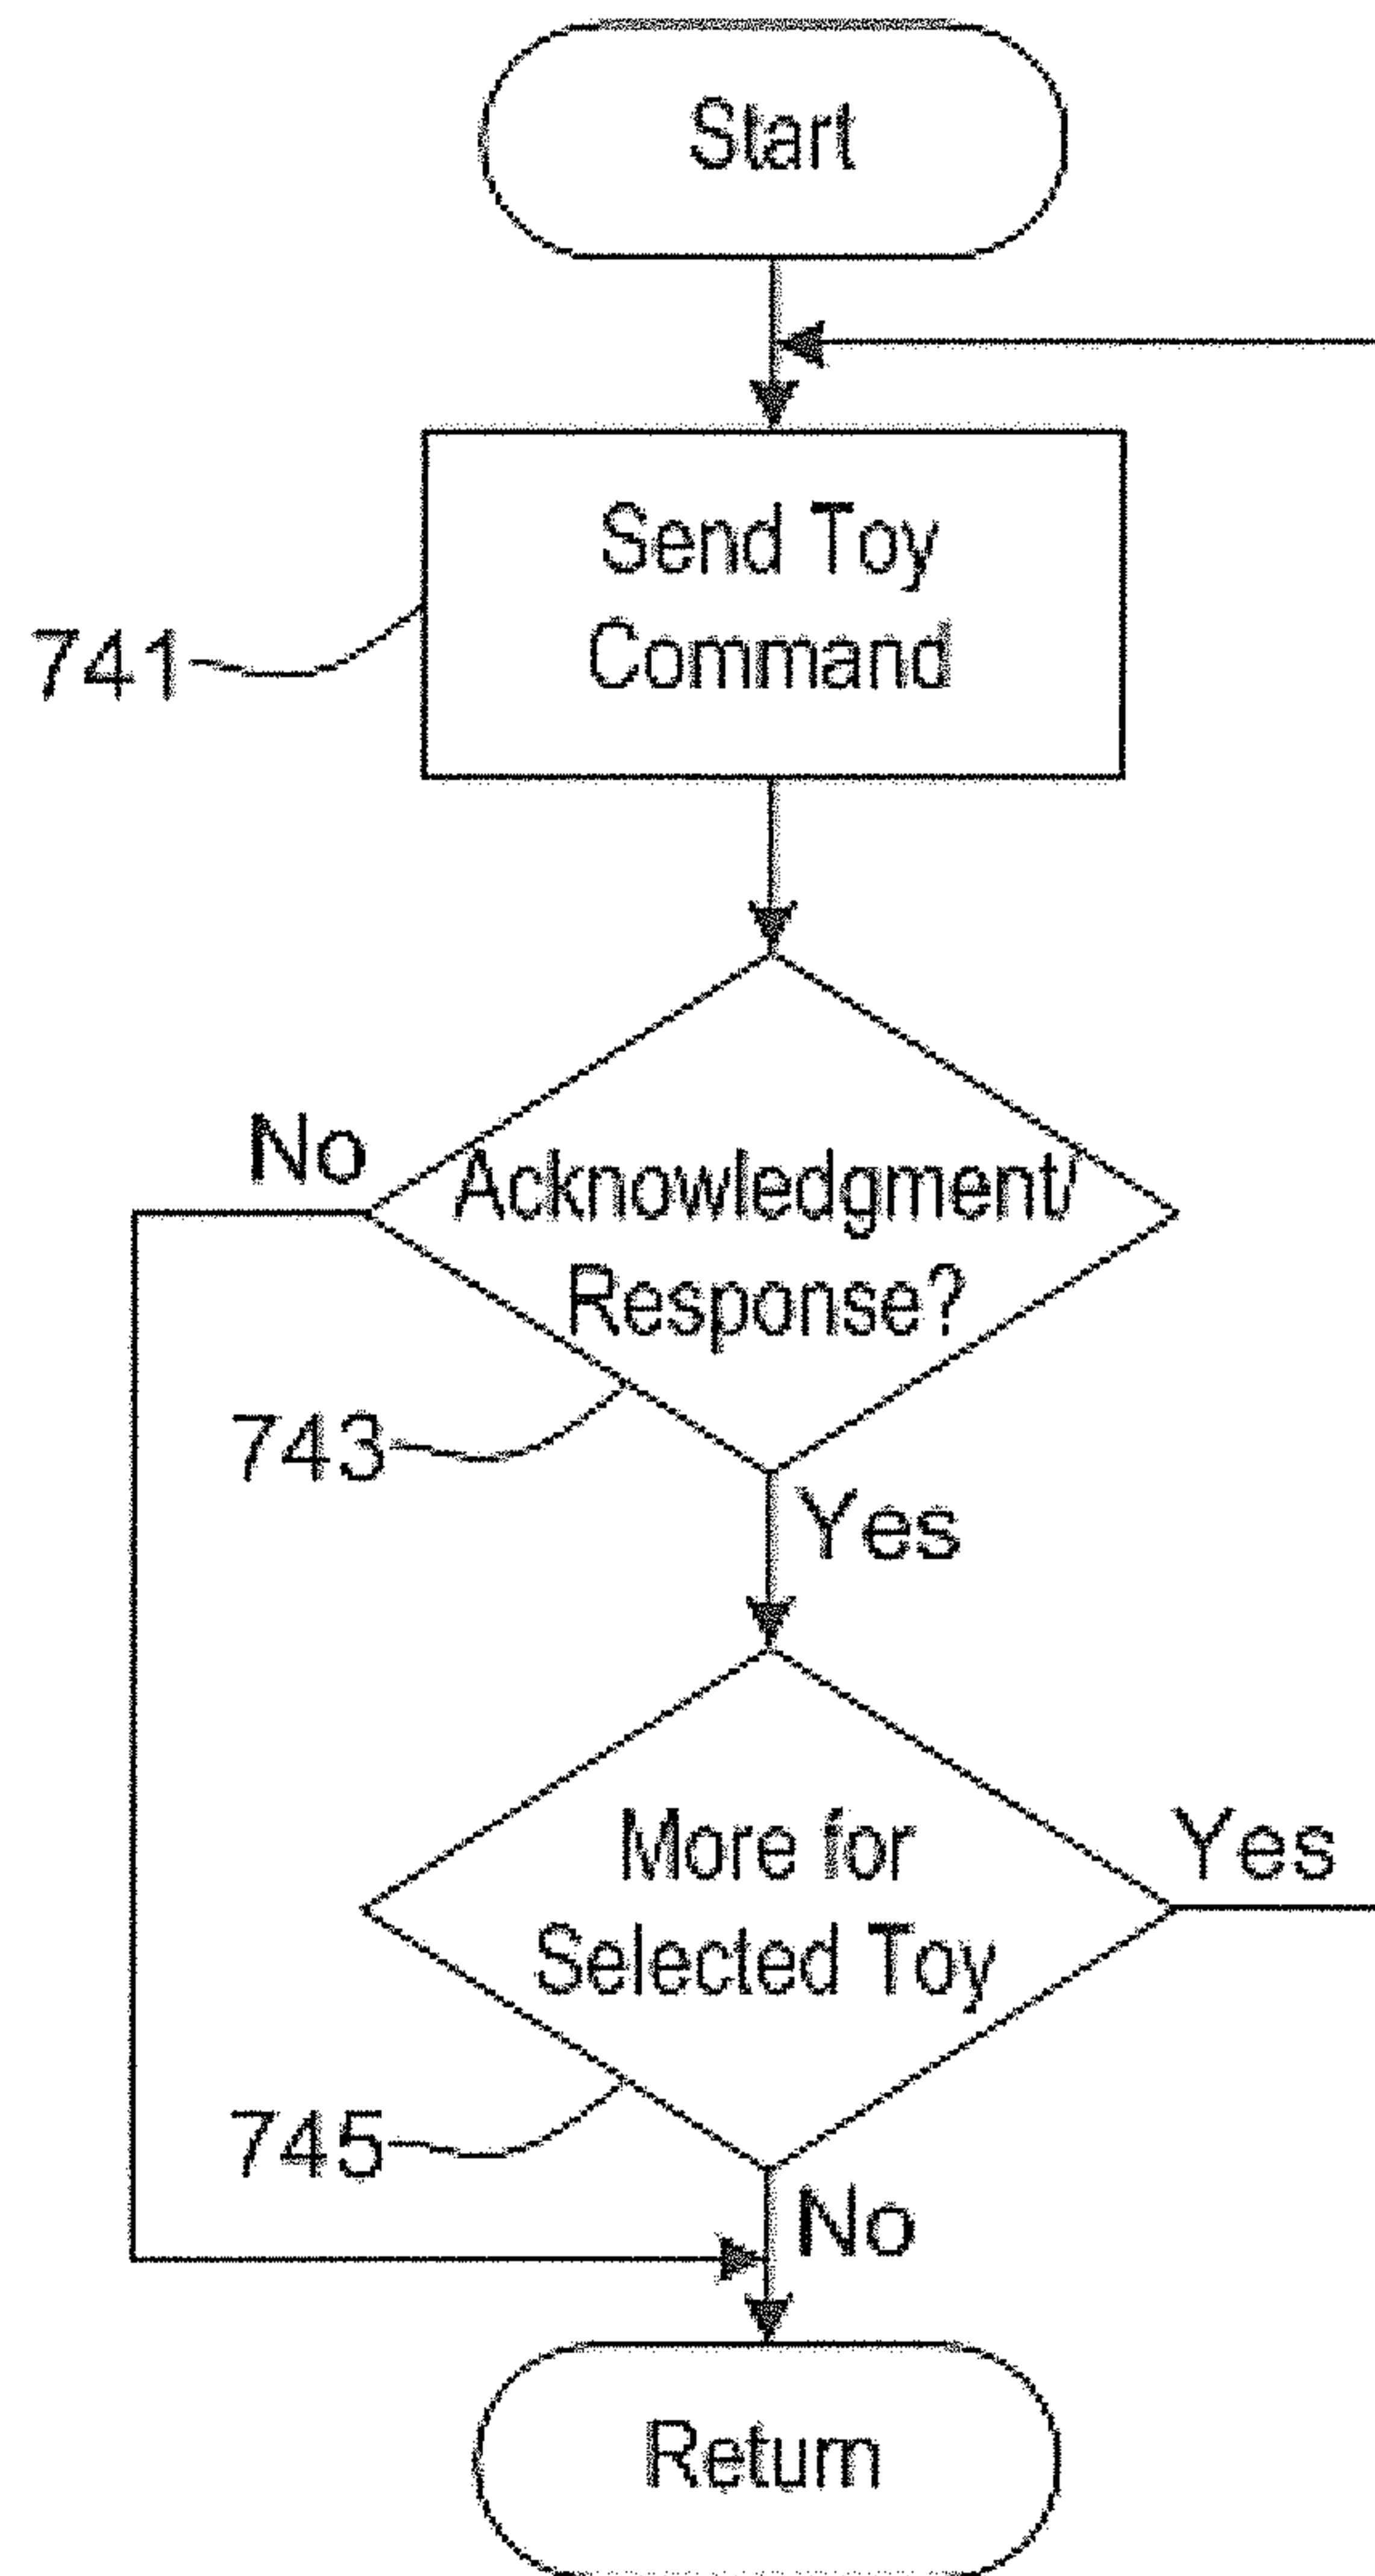 Start
Send Toy
Command
741
No
Acknowledgment/
Response?
743
Yes
More for
Selected Toy
Yes
745
No
Return